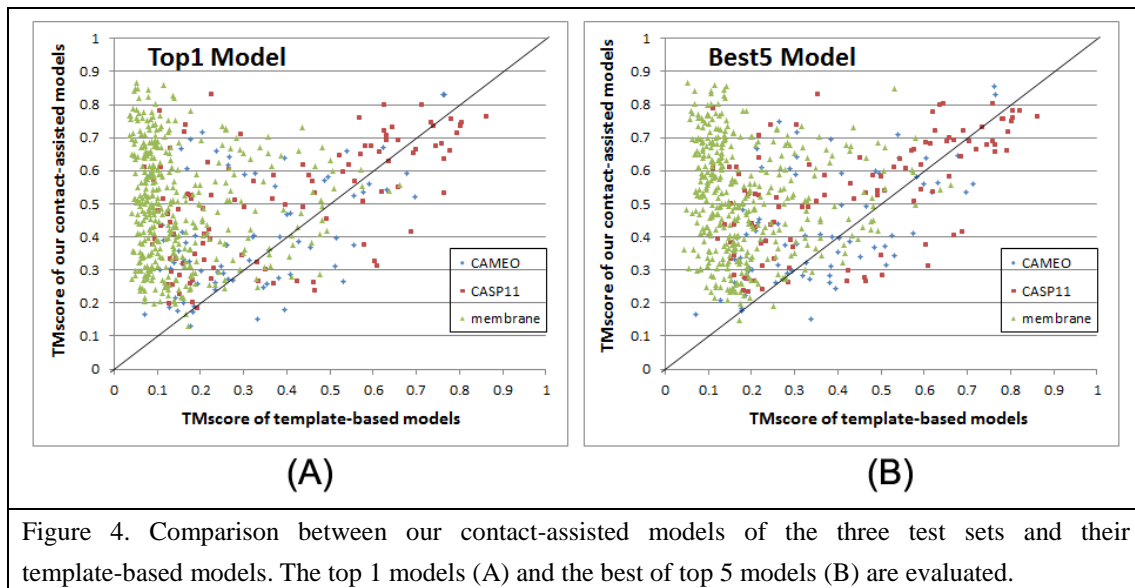 Top1 Model
TMscore of our contact-assisted models
1
0.9
0.8
0.7
0.6
0.5
0.4
0.3
0.2
0.1
0
0 0.1 0.2 0.3 0.4 0.5 0.6 0.7 0.8 0.9 1
TMscore of template-based models
CAMEO
CASP11
membrane
(A)
Best5 Model
TMscore of our contact-assisted models
1
0.9
0.8
0.7
0.6
0.5
0.4
0.3
0.2
0.1
0
0 0.1 0.2 0.3 0.4 0.5 0.6 0.7 0.8 0.9 1
TMscore of template-based models
CAMEO
CASP11
membrane
(B)
Figure 4. Comparison between our contact-assisted models of the three test sets and their
template-based models. The top 1 models (A) and the best of top 5 models (B) are evaluated.